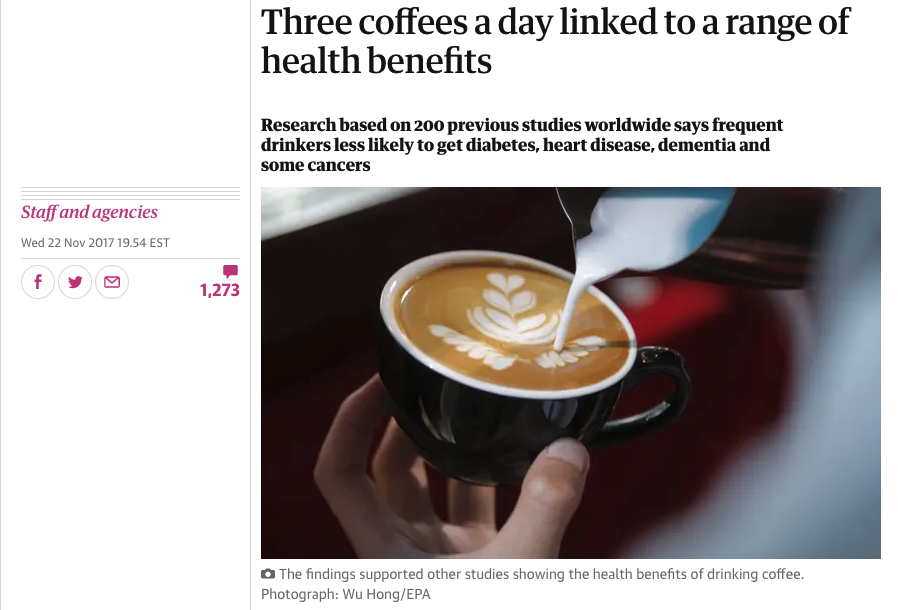 Three coffees a day linked to a range of
health benefits
Research based on 200 previous studies worldwide says frequent
drinkers less likely to get diabetes, heart disease, dementia and
some cancers
Staff and agencies
Wed 22 Nov 2017 19.54 EST
1,273
The findings supported other studies showing the health benefits of drinking coffee.
Photograph: Wu Hong/EPA